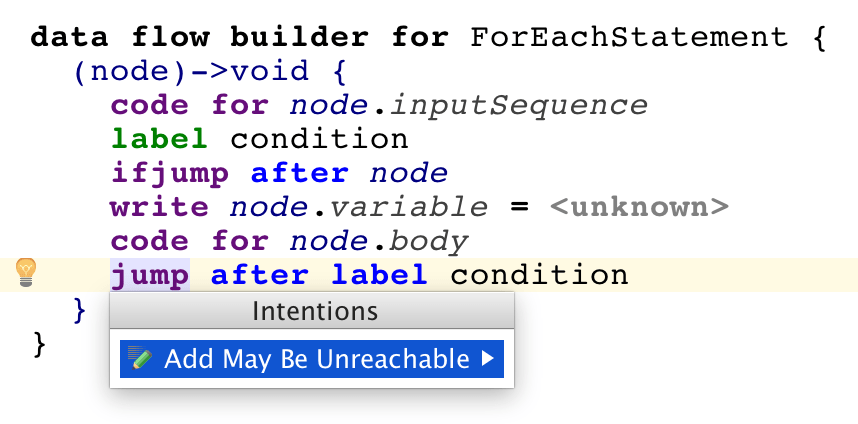 data flow builder for ForEachStatement {
(node)->void {
code for node.inputSequence
label condition
ifjump after node
write node.variable = <unknown>
code for node.body
jump after label condition
}
Intentions
}
Add May Be Unreachable